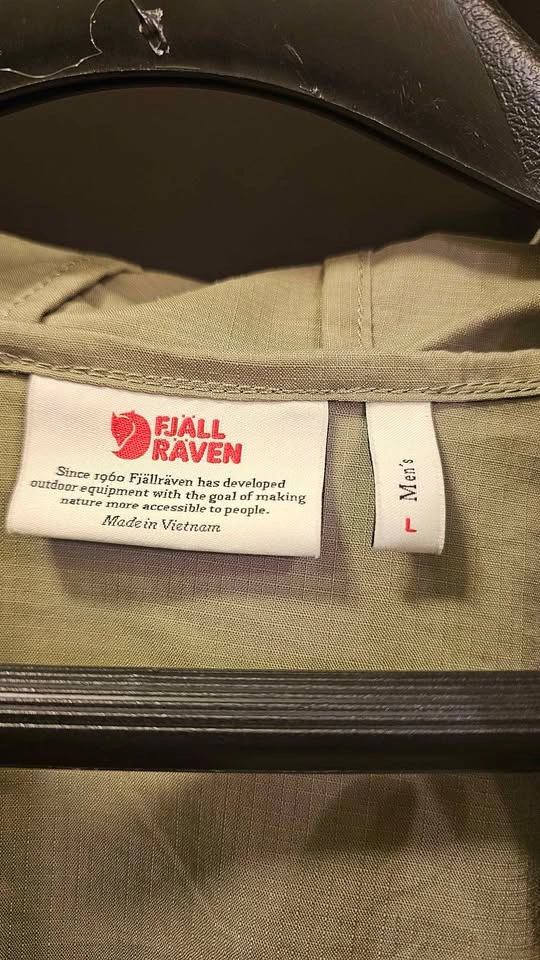 FJÄLL
RÄVEN
Since 1960 Fjällräven has developed
outdoor equipment with the goal of making
nature more accessible to people.
Made in Vietnam
Men's
L